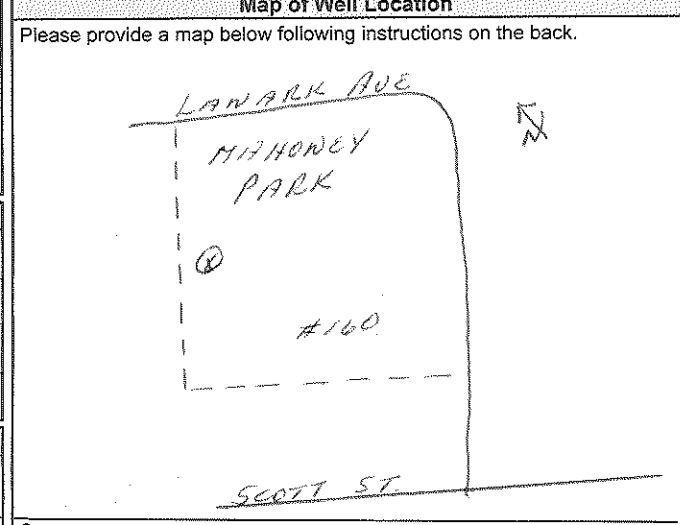 Map of Well Location
Please provide a map below following instructions on the back.
LANARK AVE
N
MAHONEY
PARK
X
#160
SCOTT ST.